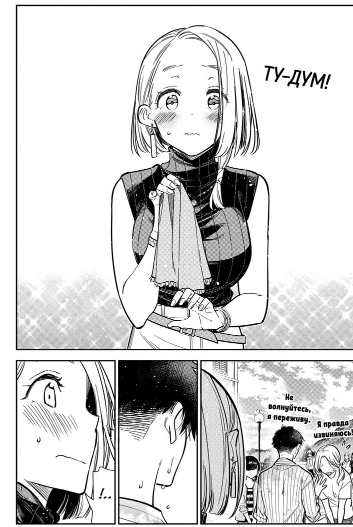 ТУ-ДУМ!
!..
Не
волнуйтесь,
я переживу.
Я правда
извиняюсь!